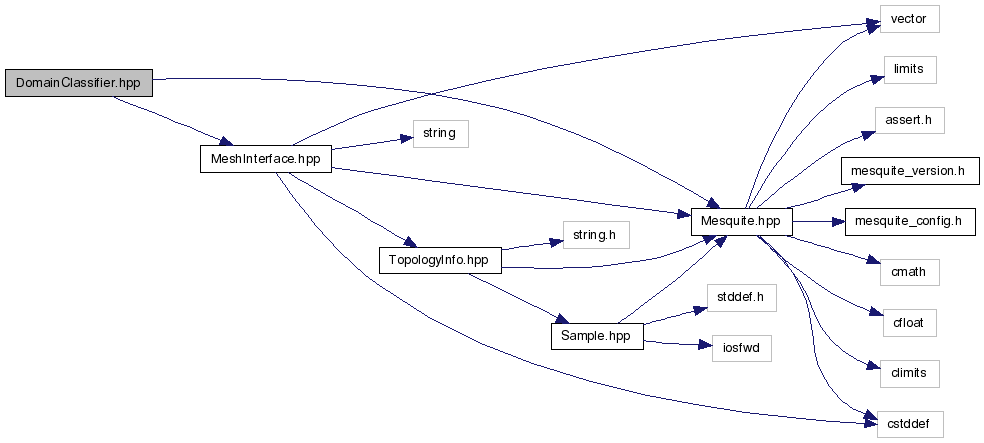 vector
limits
DomainClassifier.hpp
assert.h
string
MeshInterface.hpp
mesquite_version.h
Mesquite.hpp
mesquite_config.h
string.h
TopologyInfo.hpp
cmath
stddef.h
cfloat
Sample.hpp
iosfwd
climits
cstddef